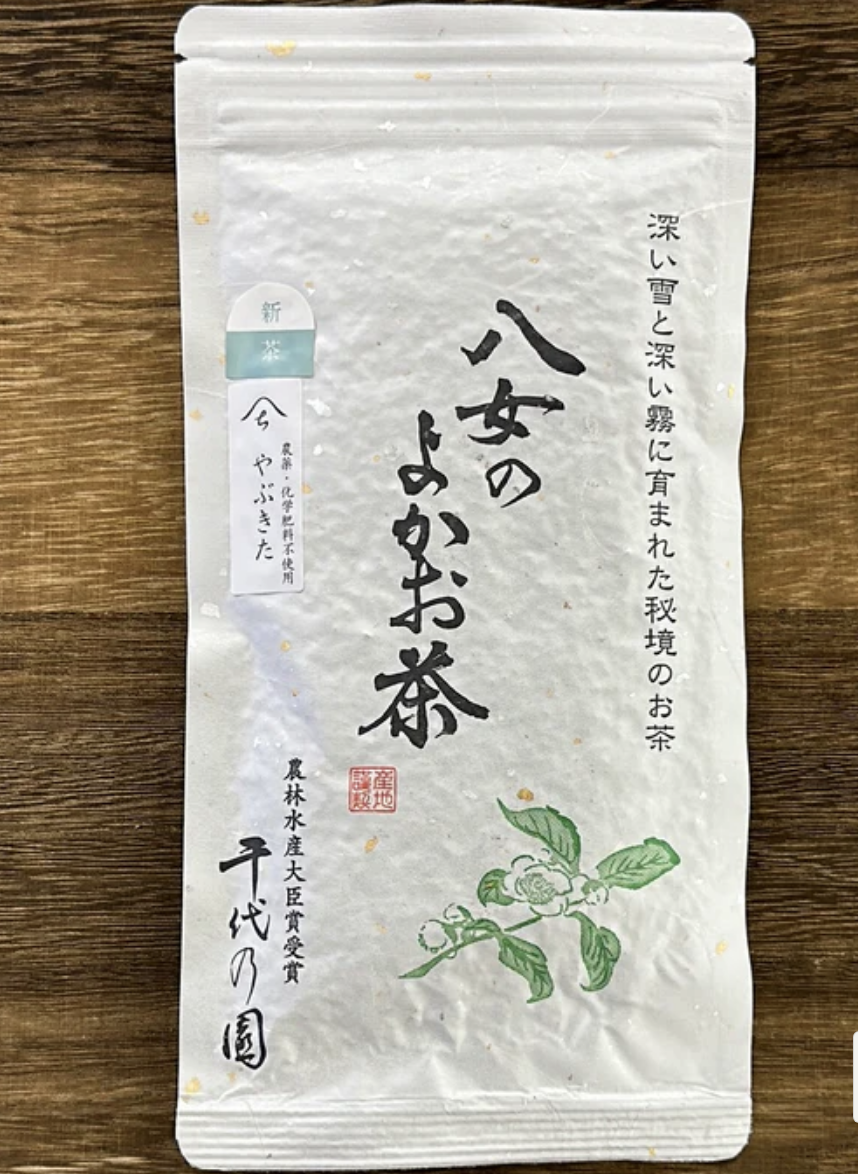 深い雪と深い霧に育まれた秘境のお茶
八女の
よかお茶
産地
謹製
新茶
農薬・化学肥料不使用
やぶきた
農林水産大臣賞受賞
千代乃園